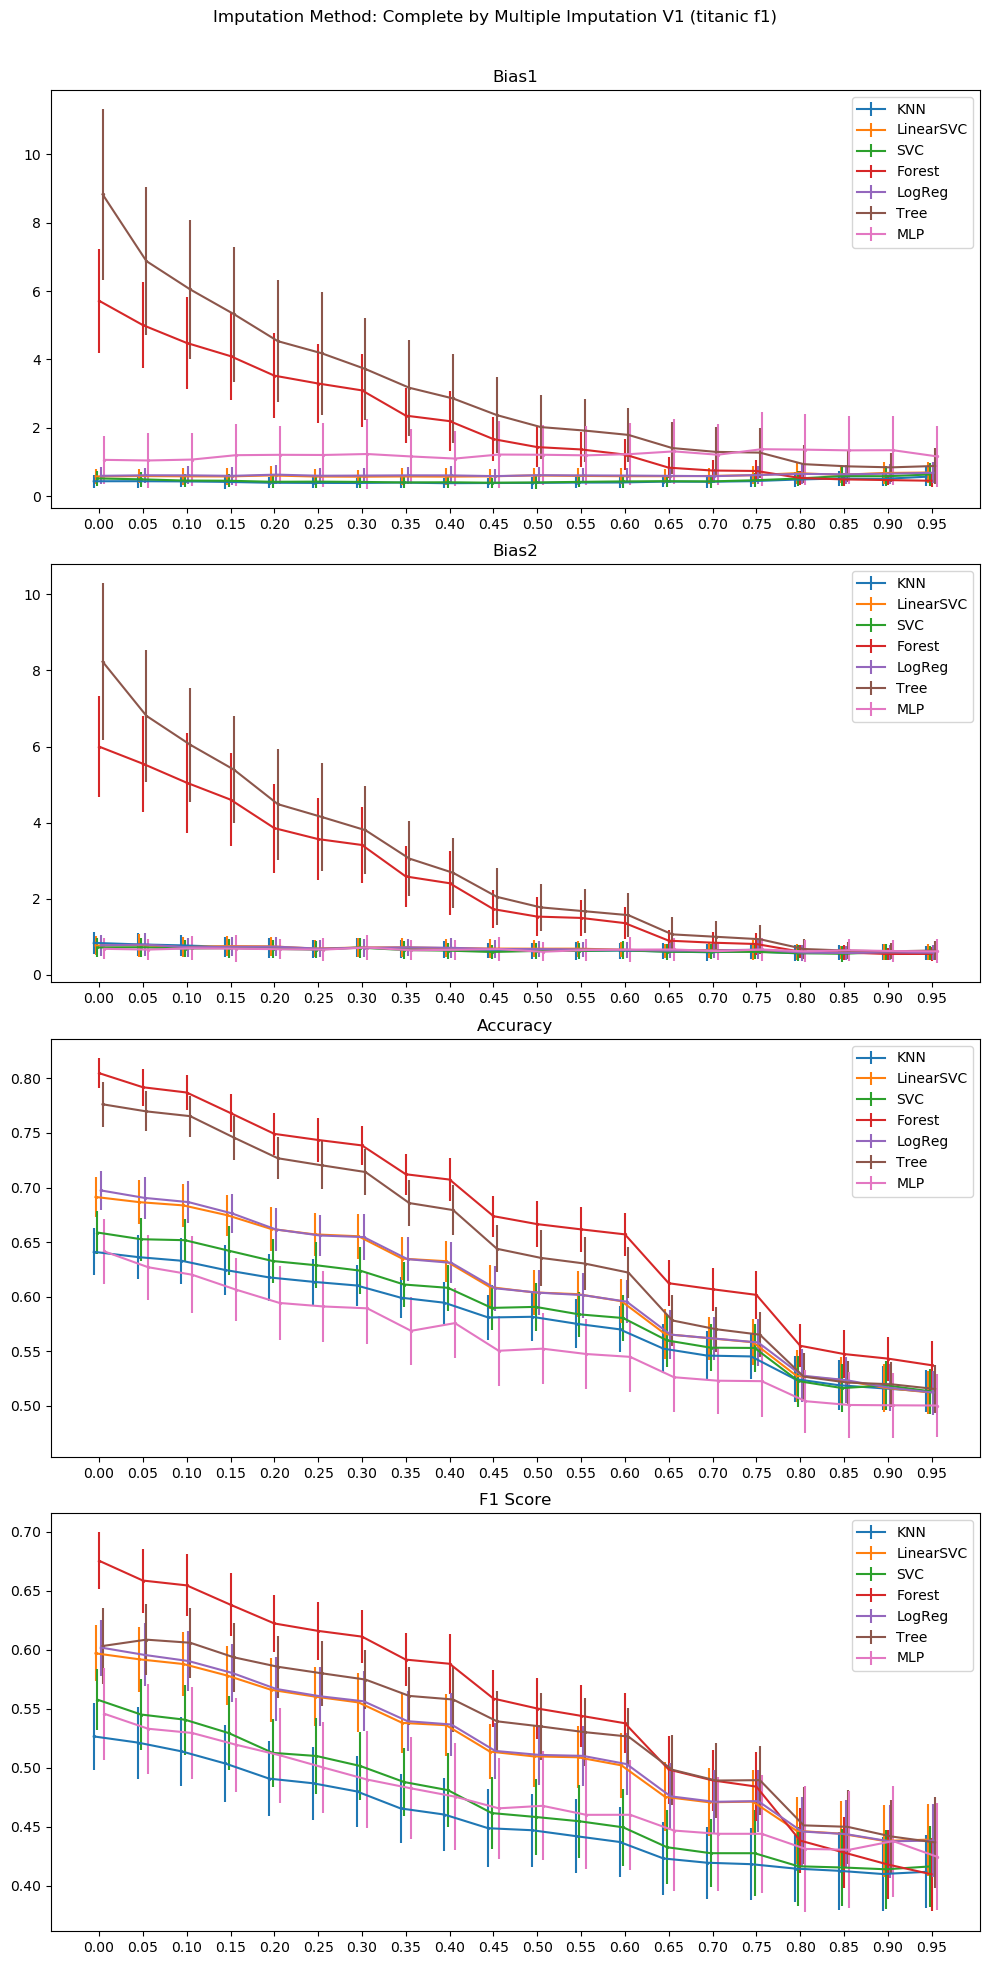 Imputation Method: Complete by Multiple Imputation V1 (titanic f1)
Bias1
10
8
6
4
2
0
KNN
LinearSVC
SVC
Forest
LogReg
Tree
MLP
0.00 0.05 0.10 0.15 0.20 0.25 0.30 0.35 0.40 0.45 0.50 0.55 0.60 0.65 0.70 0.75 0.80 0.85 0.90 0.95
Bias2
10
8
6
4
2
0
KNN
LinearSVC
SVC
Forest
LogReg
Tree
MLP
0.00 0.05 0.10 0.15 0.20 0.25 0.30 0.35 0.40 0.45 0.50 0.55 0.60 0.65 0.70 0.75 0.80 0.85 0.90 0.95
Accuracy
0.80
0.75
0.70
0.65
0.60
0.55
0.50
KNN
LinearSVC
SVC
Forest
LogReg
Tree
MLP
0.00 0.05 0.10 0.15 0.20 0.25 0.30 0.35 0.40 0.45 0.50 0.55 0.60 0.65 0.70 0.75 0.80 0.85 0.90 0.95
F1 Score
0.70
0.65
0.60
0.55
0.50
0.45
0.40
KNN
LinearSVC
SVC
Forest
LogReg
Tree
MLP
0.00 0.05 0.10 0.15 0.20 0.25 0.30 0.35 0.40 0.45 0.50 0.55 0.60 0.65 0.70 0.75 0.80 0.85 0.90 0.95